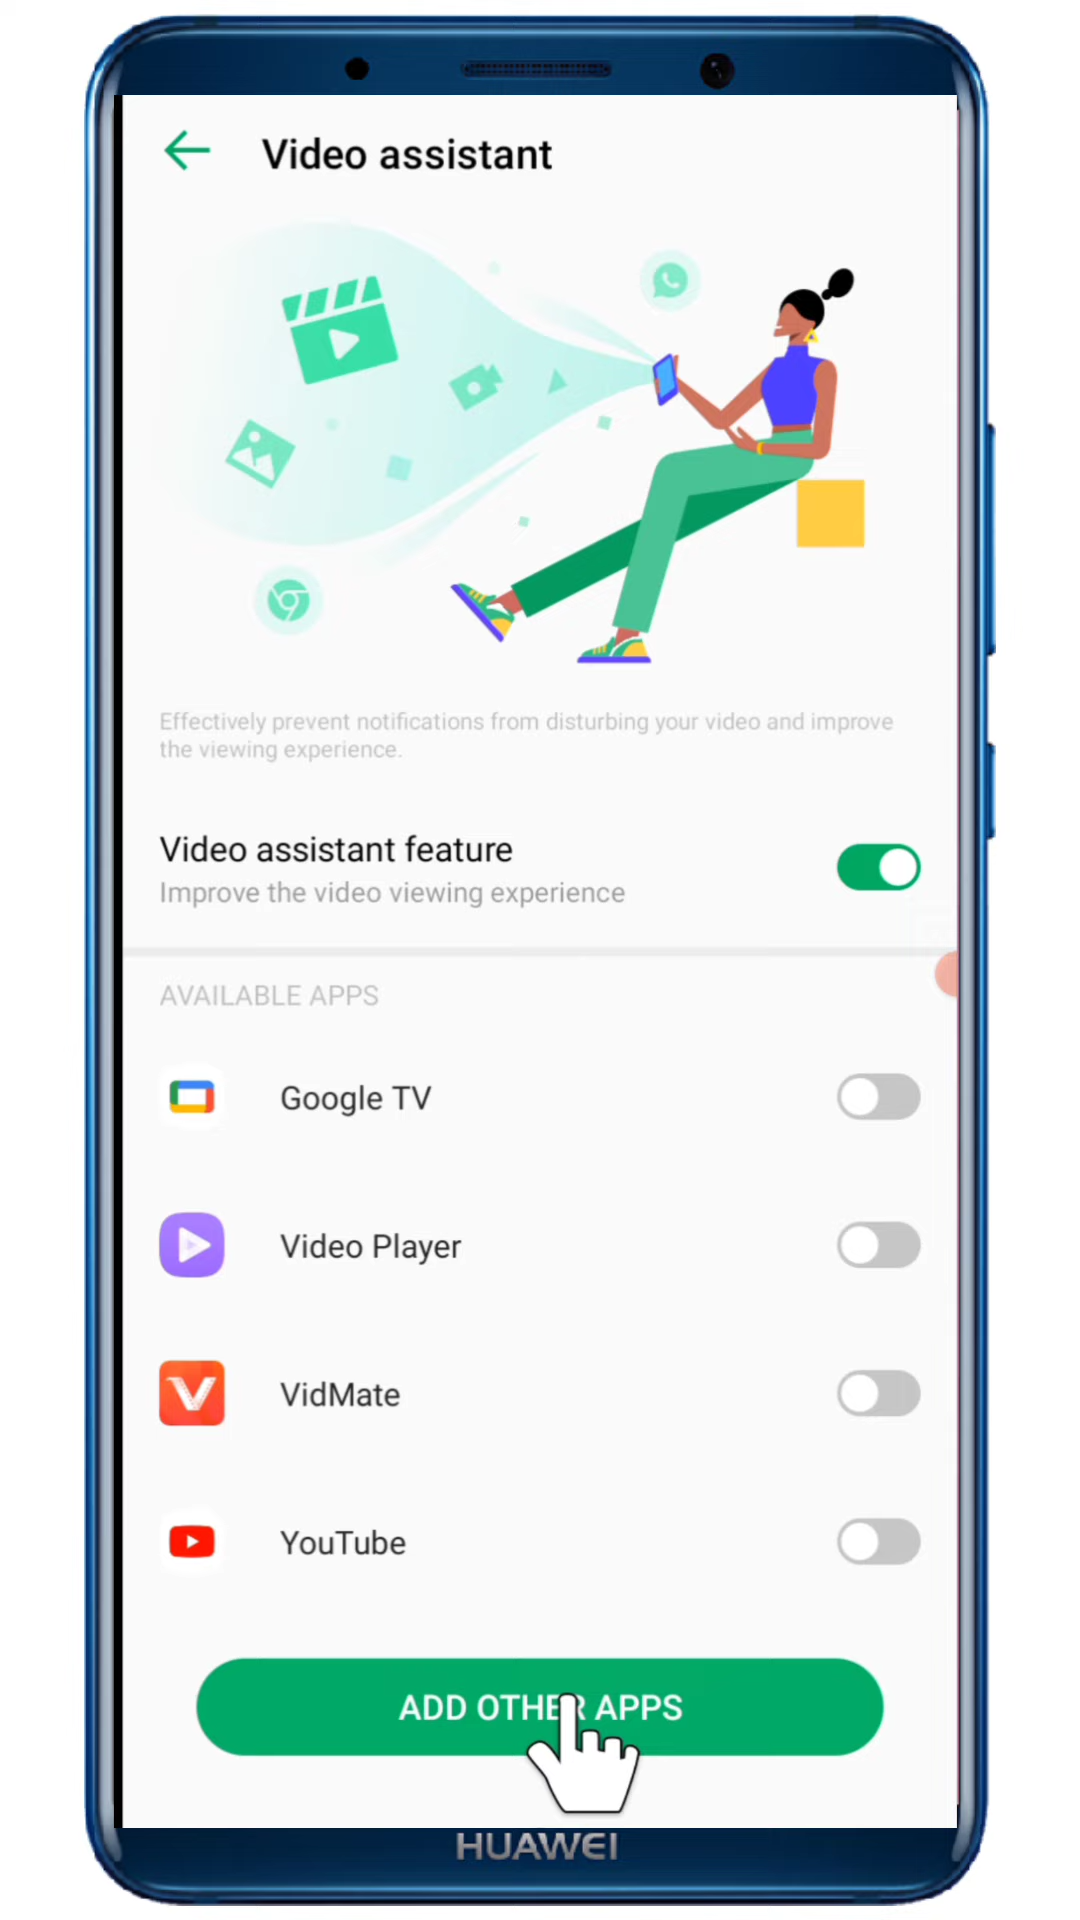 Video assistant
Effectively prevent notifications from disturbing your video and improve
the viewing experience.
Video assistant feature
Improve the video viewing experience
AVAILABLE APPS
Google TV
Video Player
VidMate
YouTube
ADD OTHER APPS
HUAWEI